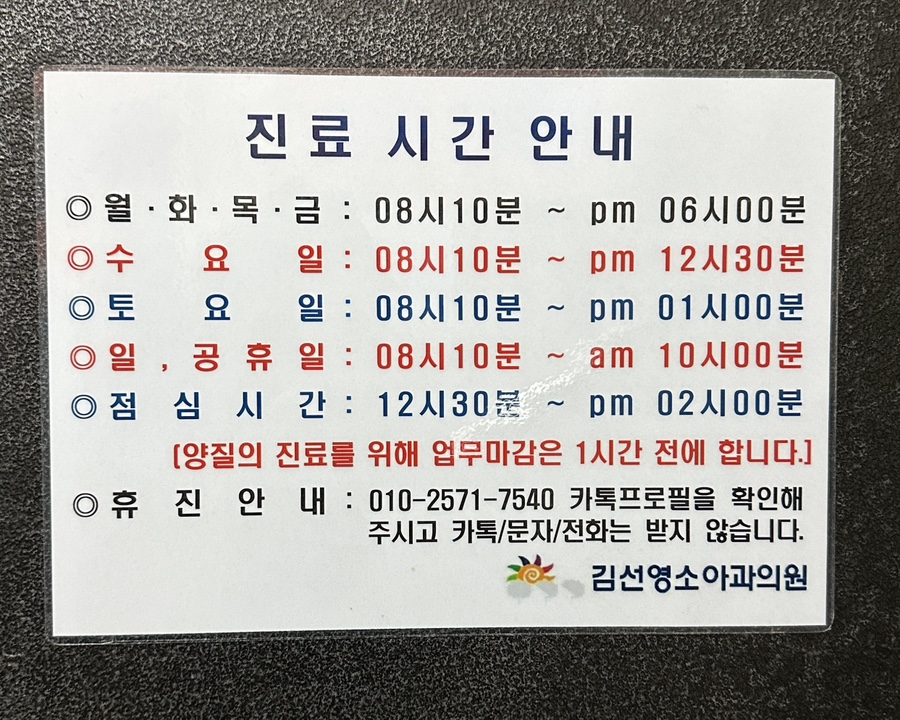 진료 시간 안내
◎ 월·화·목·금 : 08시10분 ~ pm 06시00분
◎ 수 요 일 : 08시10분 ~ pm 12시30분
◎ 토 요 일 : 08시10분 ~ pm 01시00분
◎ 일, 공 휴 일 : 08시10분 ~ am 10시00분
◎ 점 심 시 간 : 12시30분 ~ pm 02시00분
[양질의 진료를 위해 업무마감은 1시간 전에 합니다.]
◎ 휴 진 안 내 : 010-2571-7540 카톡프로필을 확인해
주시고 카톡/문자/전화는 받지 않습니다.
김선영소아과의원